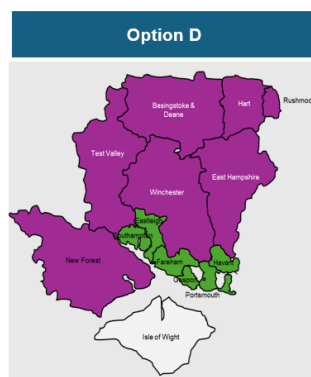 Option D
Basingstoke &
Deane
Hart
Rushmoo
Test Valley
East Hampshire
Winchester
Eastleigh
Southampton
New Forest
Fareham
Havant
Gosport
Portsmouth
Isle of Wight